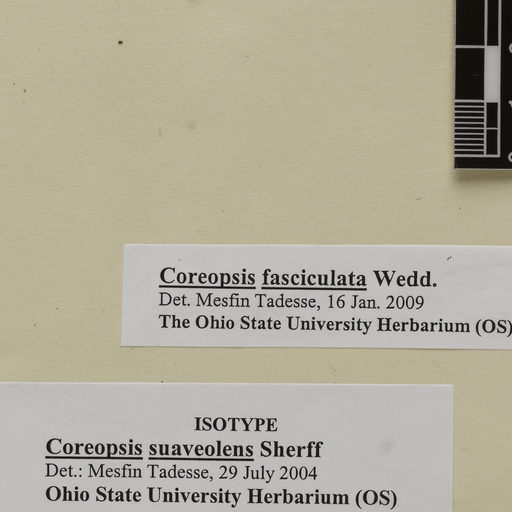 Coreopsis fasciculata Wedd.
Det. Mesfin Tadesse, 16 Jan. 2009
The Ohio State University Herbarium (OS)
ISOTYPE
Coreopsis suaveolens Sherff
Det.: Mesfin Tadesse, 29 July 2004
Ohio State University Herbarium (OS)